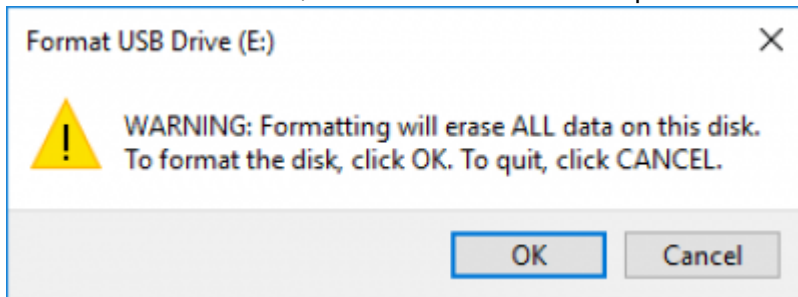 Format USB Drive (E:)
WARNING: Formatting will erase ALL data on this disk.
To format the disk, click OK. To quit, click CANCEL.
OK
Cancel